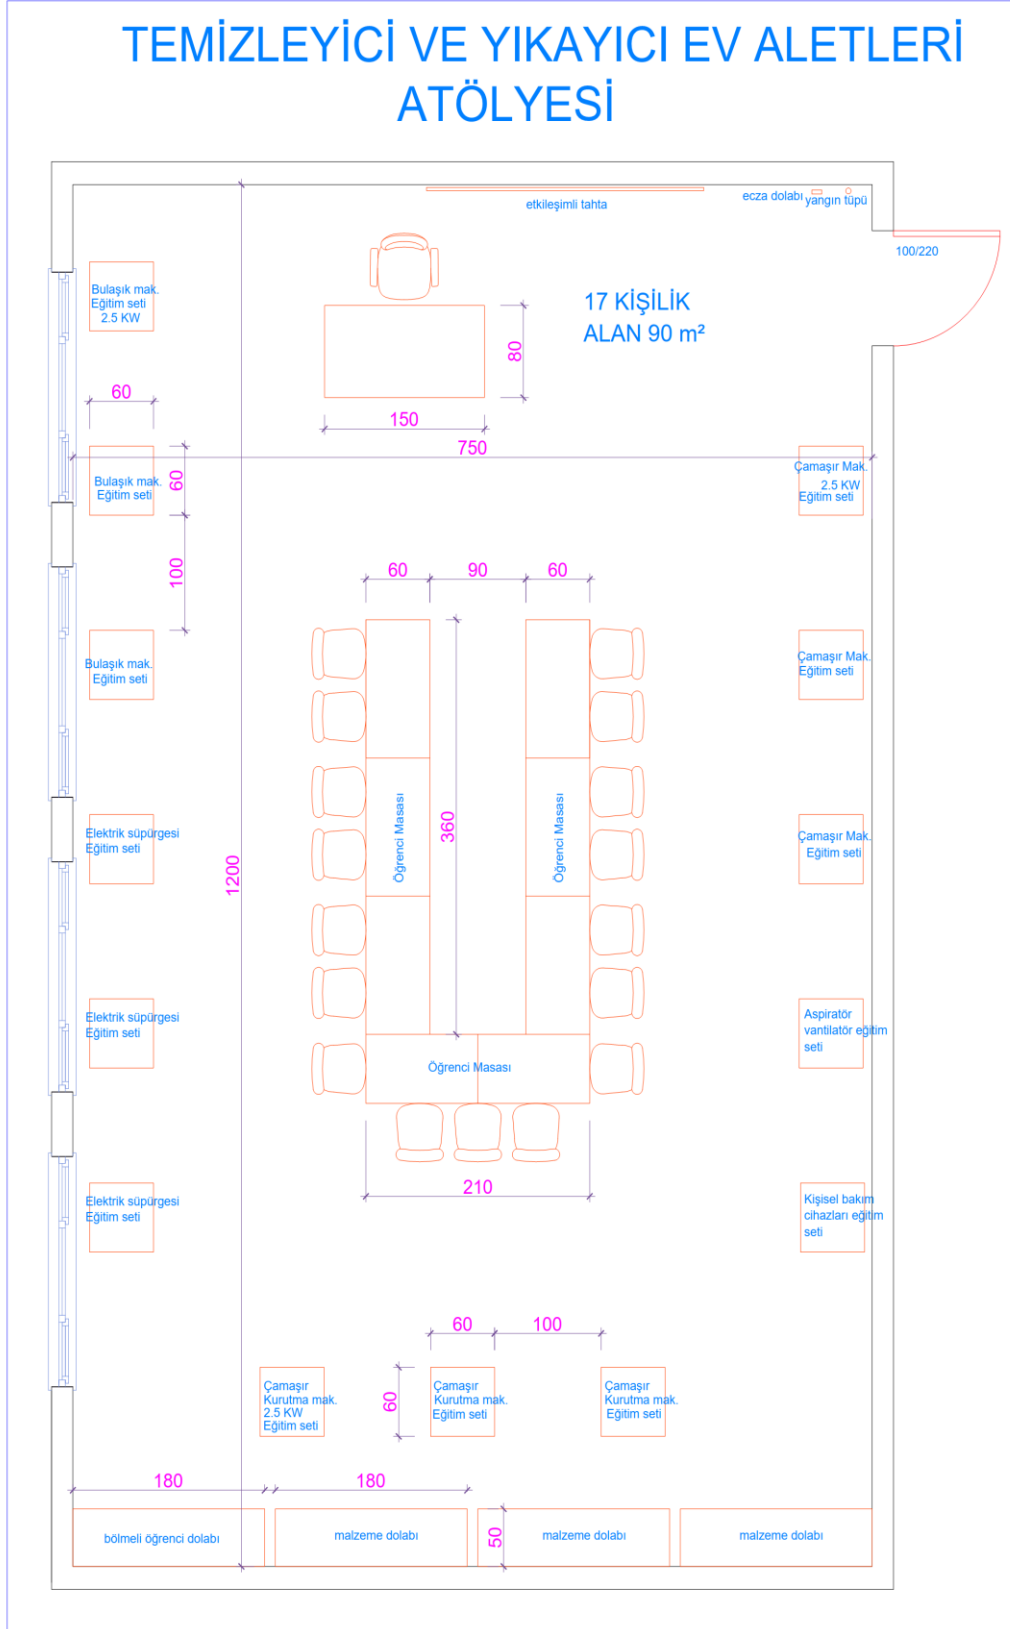 TEMİZLEYİCİ VE YIKAYICI EV ALETLERİ
ATÖLYESİ
etkileşimli tahta
ecza dolabı
yangın tüpü
100/220
Bulaşık mak.
Eğitim seti
2.5 KW
17 KİŞİLİK
ALAN 90 m²
80
60
150
750
Bulaşık mak.
Eğitim seti
60
Çamaşır Mak.
2.5 KW
Eğitim seti
100
60
90
60
Bulaşık mak.
Eğitim seti
Çamaşır Mak.
Eğitim seti
Elektrik süpürgesi
Eğitim seti
Öğrenci Masası
360
Öğrenci Masası
Çamaşır Mak.
Eğitim seti
1200
Elektrik süpürgesi
Eğitim seti
Aspiratör
vantilatör eğitim
seti
Öğrenci Masası
210
Elektrik süpürgesi
Eğitim seti
Kişisel bakım
cihazları eğitim
seti
60
100
Çamaşır
Kurutma mak.
2.5 KW
Eğitim seti
60
Çamaşır
Kurutma mak.
Eğitim seti
Çamaşır
Kurutma mak.
Eğitim seti
180
180
50
bölmeli öğrenci dolabı
malzeme dolabı
malzeme dolabı
malzeme dolabı